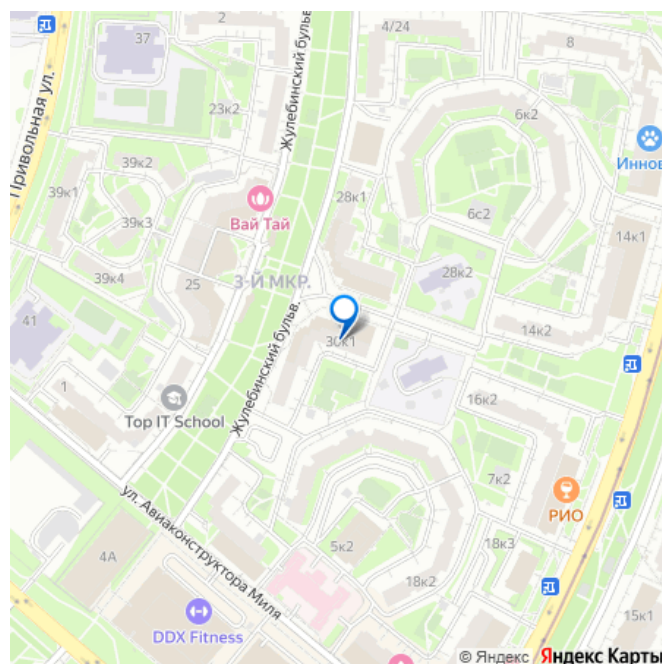 2
37
4/24
8
Привольная ул.
Жулебинский бульв.
23к2
6к2
Иннов
39к2
39к1
28к1
39к3
6с2
Вай Тай
14к1
39к4
3-Й МКР.
28к2
25
41
30к1
14к2
Жулебинский бульв.
1
Top IT School
16к2
7к2
РИО
ул. Авиаконструктора Миля
5к2
18к3
4А
18к2
DDX Fitness
15к1
© Яндекс Яндекс Карты